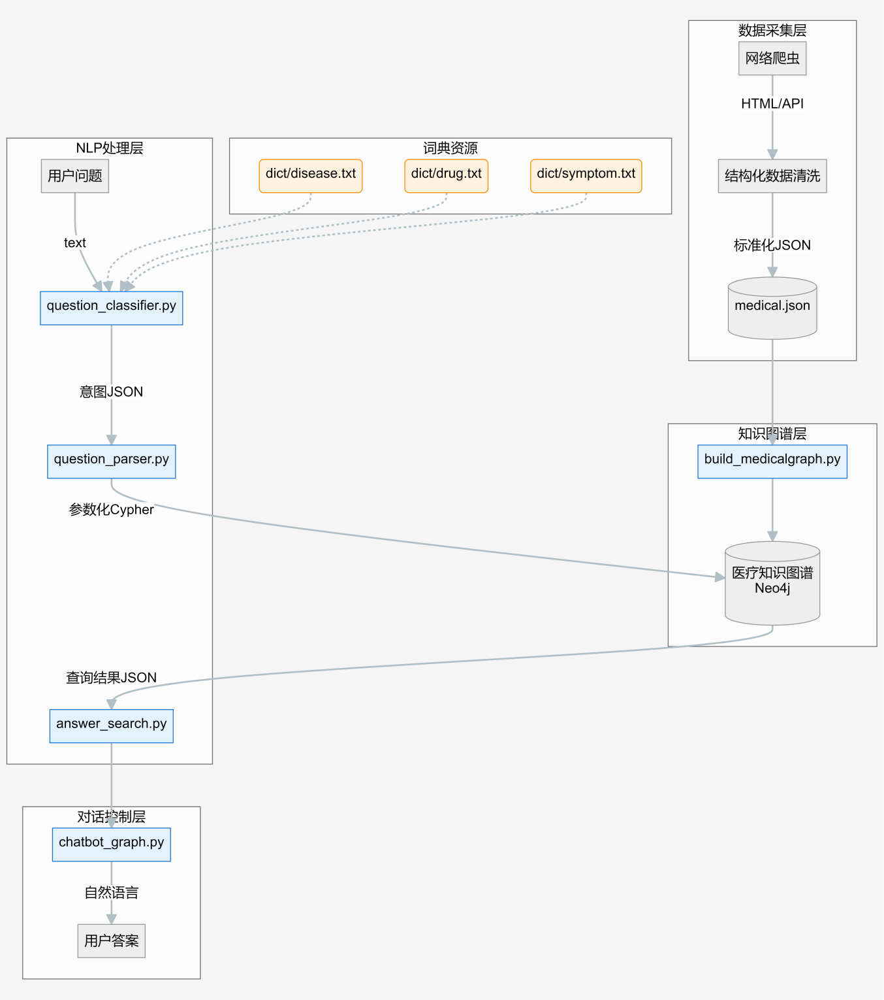 数据采集层
网络爬虫
HTML/API
结构化数据清洗
标准化JSON
medical.json
NLP处理层
用户问题
text
词典资源
dict/disease.txt
dict/drug.txt
dict/symptom.txt
question_classifier.py
意图JSON
question_parser.py
参数化Cypher
知识图谱层
build_medicalgraph.py
医疗知识图谱
Neo4j
查询结果JSON
answer_search.py
对话控制层
chatbot_graph.py
自然语言
用户答案